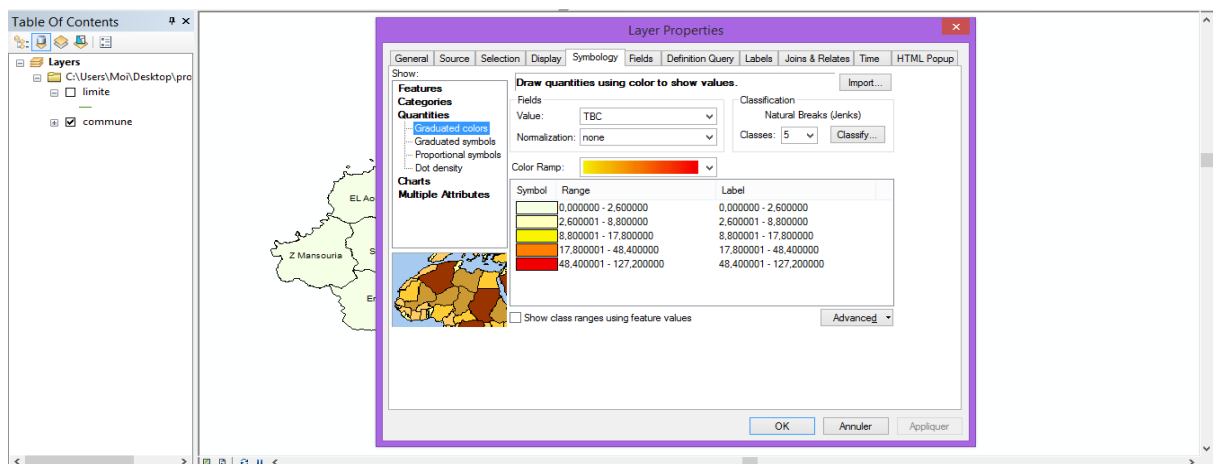 Table Of Contents
Layers
C:\Users\Moi\Desktop\pro
limite
commune
EL Ao
Z Mansouria
S
Er
Layer Properties
General Source Selection Display Symbology Fields Definition Query Labels Joins & Relates Time HTML Popup
Show:
Features
Categories
Quantities
Graduated colors
Graduated symbols
Proportional symbols
Dot density
Charts
Multiple Attributes
Draw quantities using color to show values.
Import...
Fields
Value: TBC
Normalization: none
Classification
Natural Breaks (Jenks)
Classes: 5 Classify...
Color Ramp:
Symbol Range Label
0,000000 - 2,600000 0,000000 - 2,600000
2,600001 - 8,800000 2,600001 - 8,800000
8,800001 - 17,800000 8,800001 - 17,800000
17,800001 - 48,400000 17,800001 - 48,400000
48,400001 - 127,200000 48,400001 - 127,200000
Show class ranges using feature values
Advanced
OK Annuler Appliquer